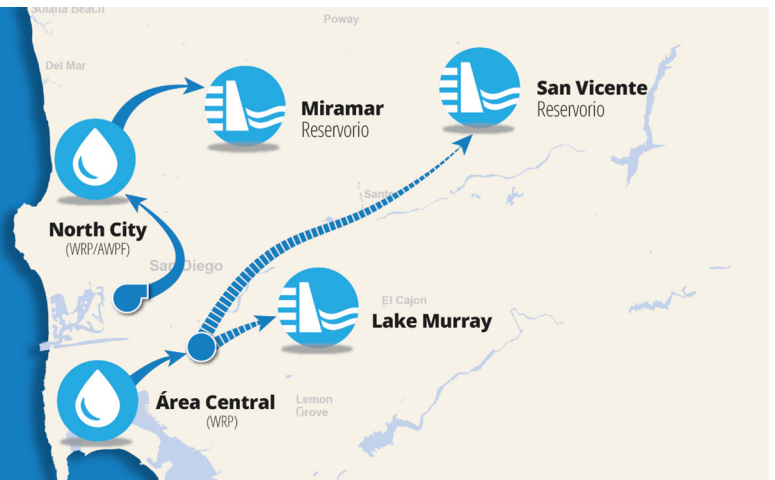 Solana Beach
Poway
Del Mar
San Vicente
Reservorio
Miramar
Reservorio
North City
(WRP/AWPF)
San Diego
El Cajon
Lake Murray
Área Central
(WRP)
Lemon
Grove